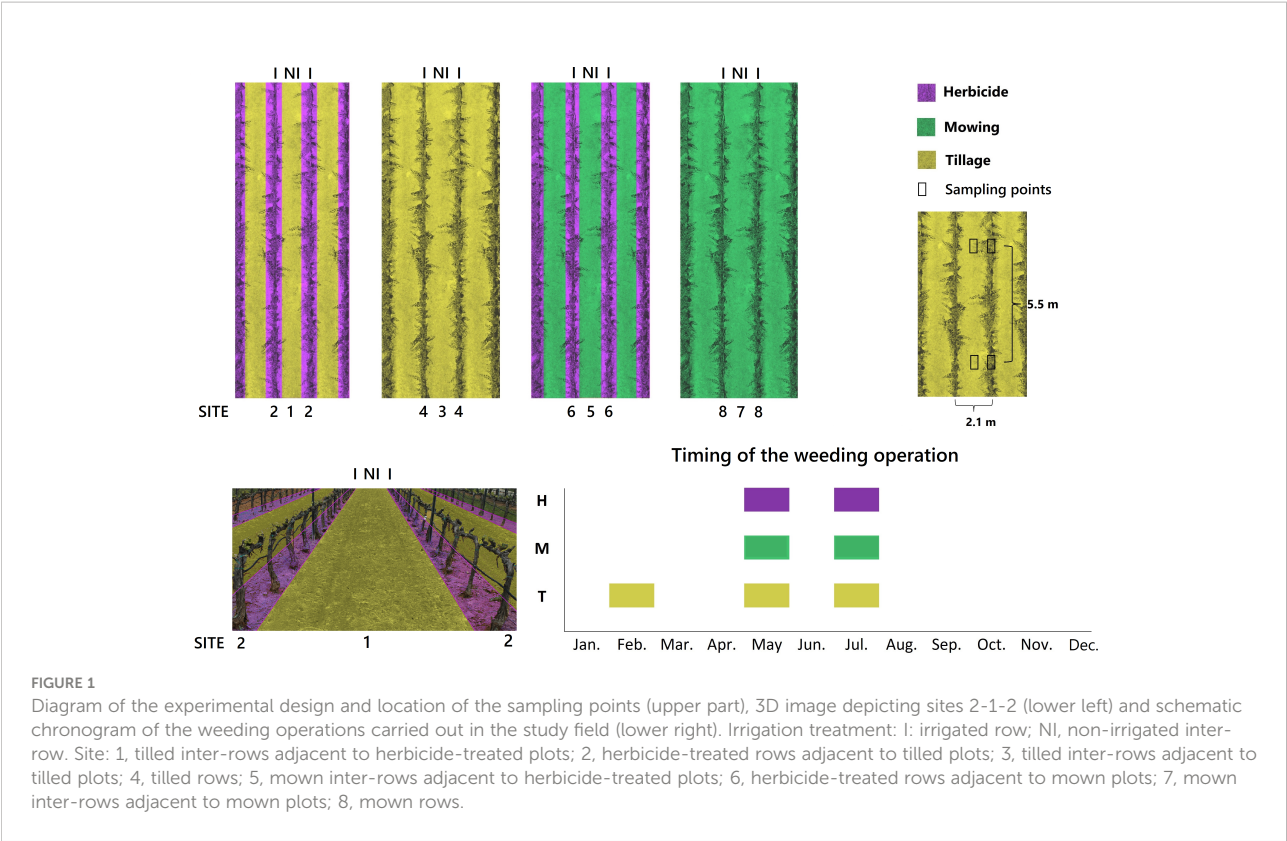 I NI I
I NI I
I NI I
I NI I
Herbicide
Mowing
Tillage
Sampling points
5.5 m
2.1 m
SITE 2 1 2 4 3 4 6 5 6 8 7 8
Timing of the weeding operation
I NI I
H
M
T
SITE 2 1 2
Jan. Feb. Mar. Apr. May Jun. Jul. Aug. Sep. Oct. Nov. Dec.
FIGURE 1
Diagram of the experimental design and location of the sampling points (upper part), 3D image depicting sites 2-1-2 (lower left) and schematic
chronogram of the weeding operations carried out in the study field (lower right). Irrigation treatment: I: irrigated row; NI, non-irrigated inter-
row. Site: 1, tilled inter-rows adjacent to herbicide-treated plots; 2, herbicide-treated rows adjacent to tilled plots; 3, tilled inter-rows adjacent to
tilled plots; 4, tilled rows; 5, mown inter-rows adjacent to herbicide-treated plots; 6, herbicide-treated rows adjacent to mown plots; 7, mown
inter-rows adjacent to mown plots; 8, mown rows.